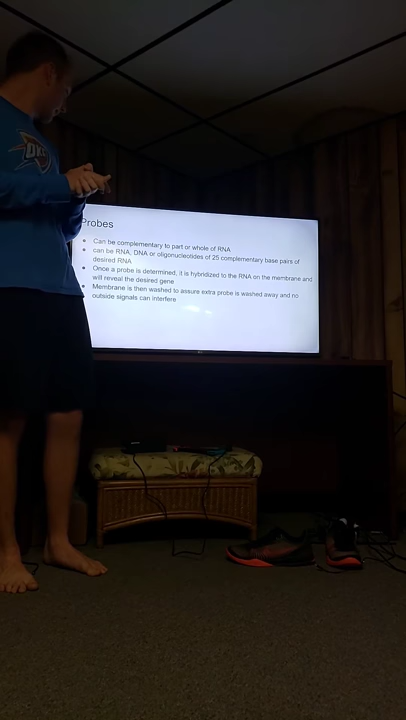 OKC
Probes
• Can be complementary to part or whole of RNA
• can be RNA, DNA or oligonucleotides of 25 complementary base pairs of
desired RNA
• Once a probe is determined, it is hybridized to the RNA on the membrane and
will reveal the desired gene
• Membrane is then washed to assure extra probe is washed away and no
outside signals can interfere